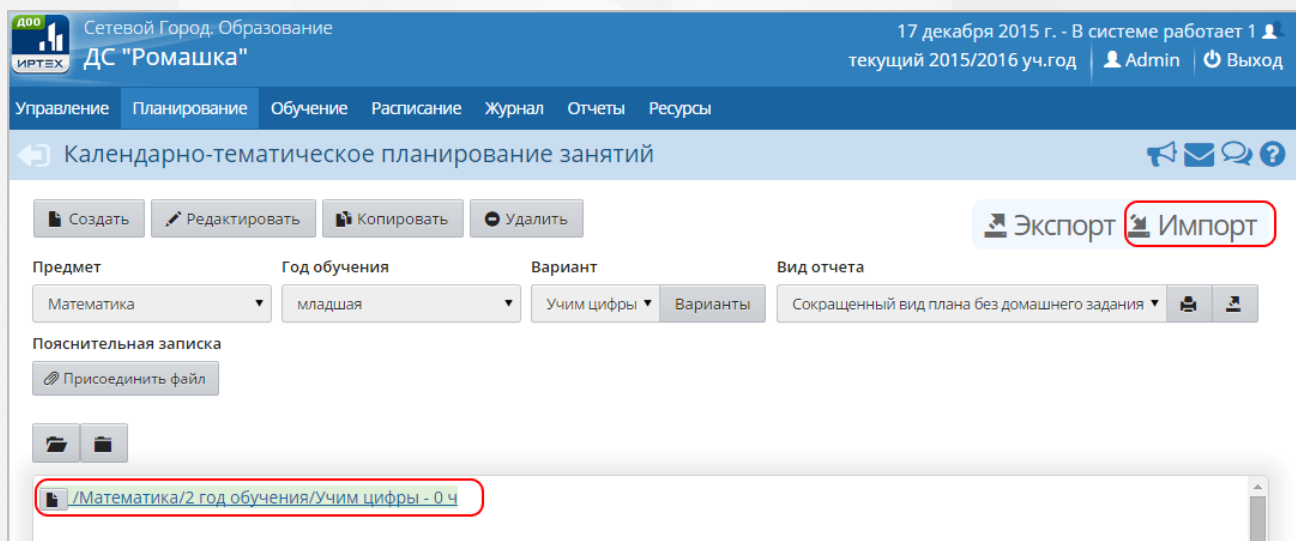 ДОО
ИРТЕХ
Сетевой Город. Образование
ДС "Ромашка"
17 декабря 2015 г. - В системе работает 1
текущий 2015/2016 уч.год Admin Выход
Управление Планирование Обучение Расписание Журнал Отчеты Ресурсы
Календарно-тематическое планирование занятий
Создать Редактировать Копировать Удалить Экспорт Импорт
Предмет Год обучения Вариант Вид отчета
Математика младшая Учим цифры Варианты Сокращенный вид плана без домашнего задания
Пояснительная записка
Присоединить файл
/Математика/2 год обучения/Учим цифры - 0 ч